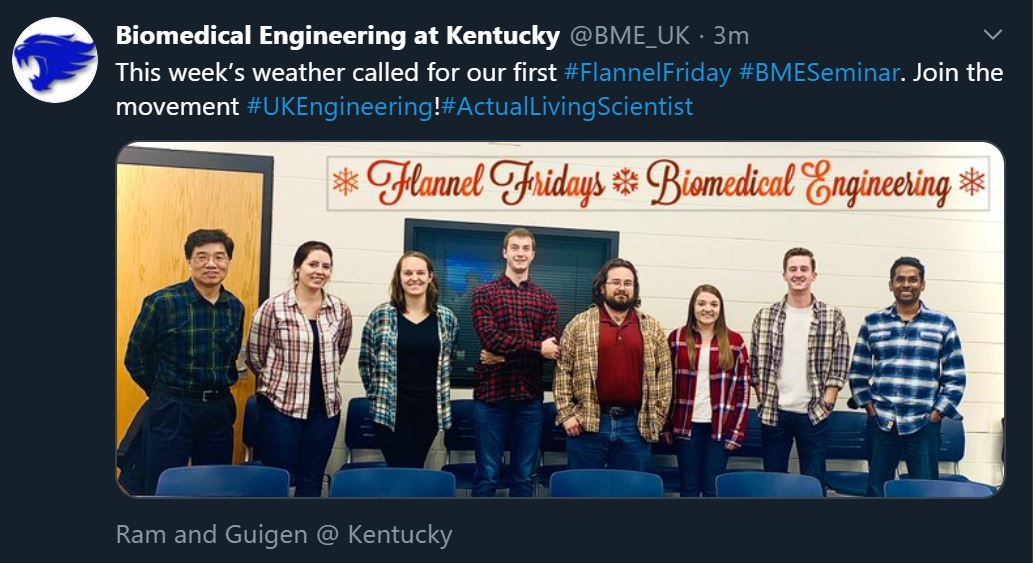 Biomedical Engineering at Kentucky @BME_UK · 3m
This week’s weather called for our first #FlannelFriday #BMESeminar. Join the
movement #UKEngineering!#ActualLivingScientist
Flannel Fridays Biomedical Engineering
Ram and Guigen @ Kentucky